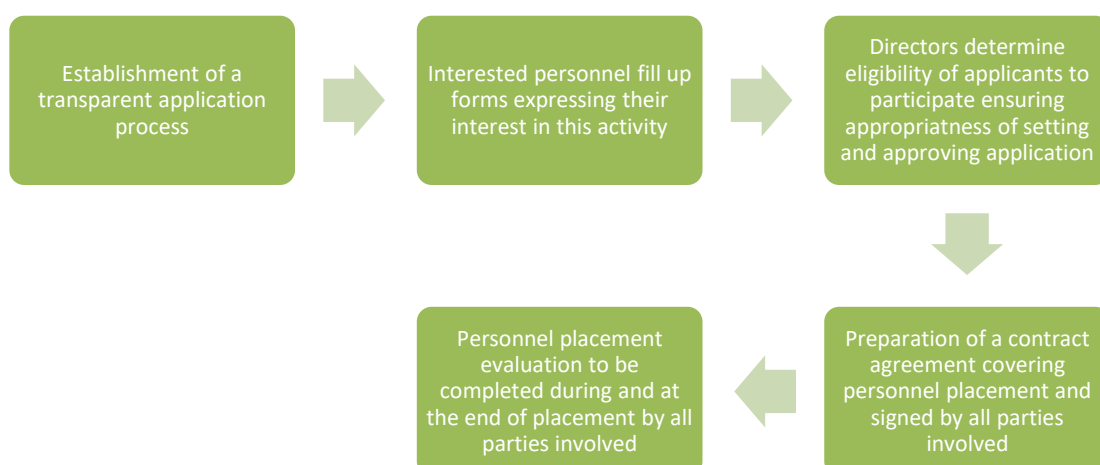 Establishment of a
transparent application
process
Interested personnel fill up
forms expressing their
interest in this activity
Directors determine
eligibility of applicants to
participate ensuring
appropriatness of setting
and approving application
Preparation of a contract
agreement covering
personnel placement and
signed by all parties
involved
Personnel placement
evaluation to be
completed during and at
the end of placement by all
parties involved